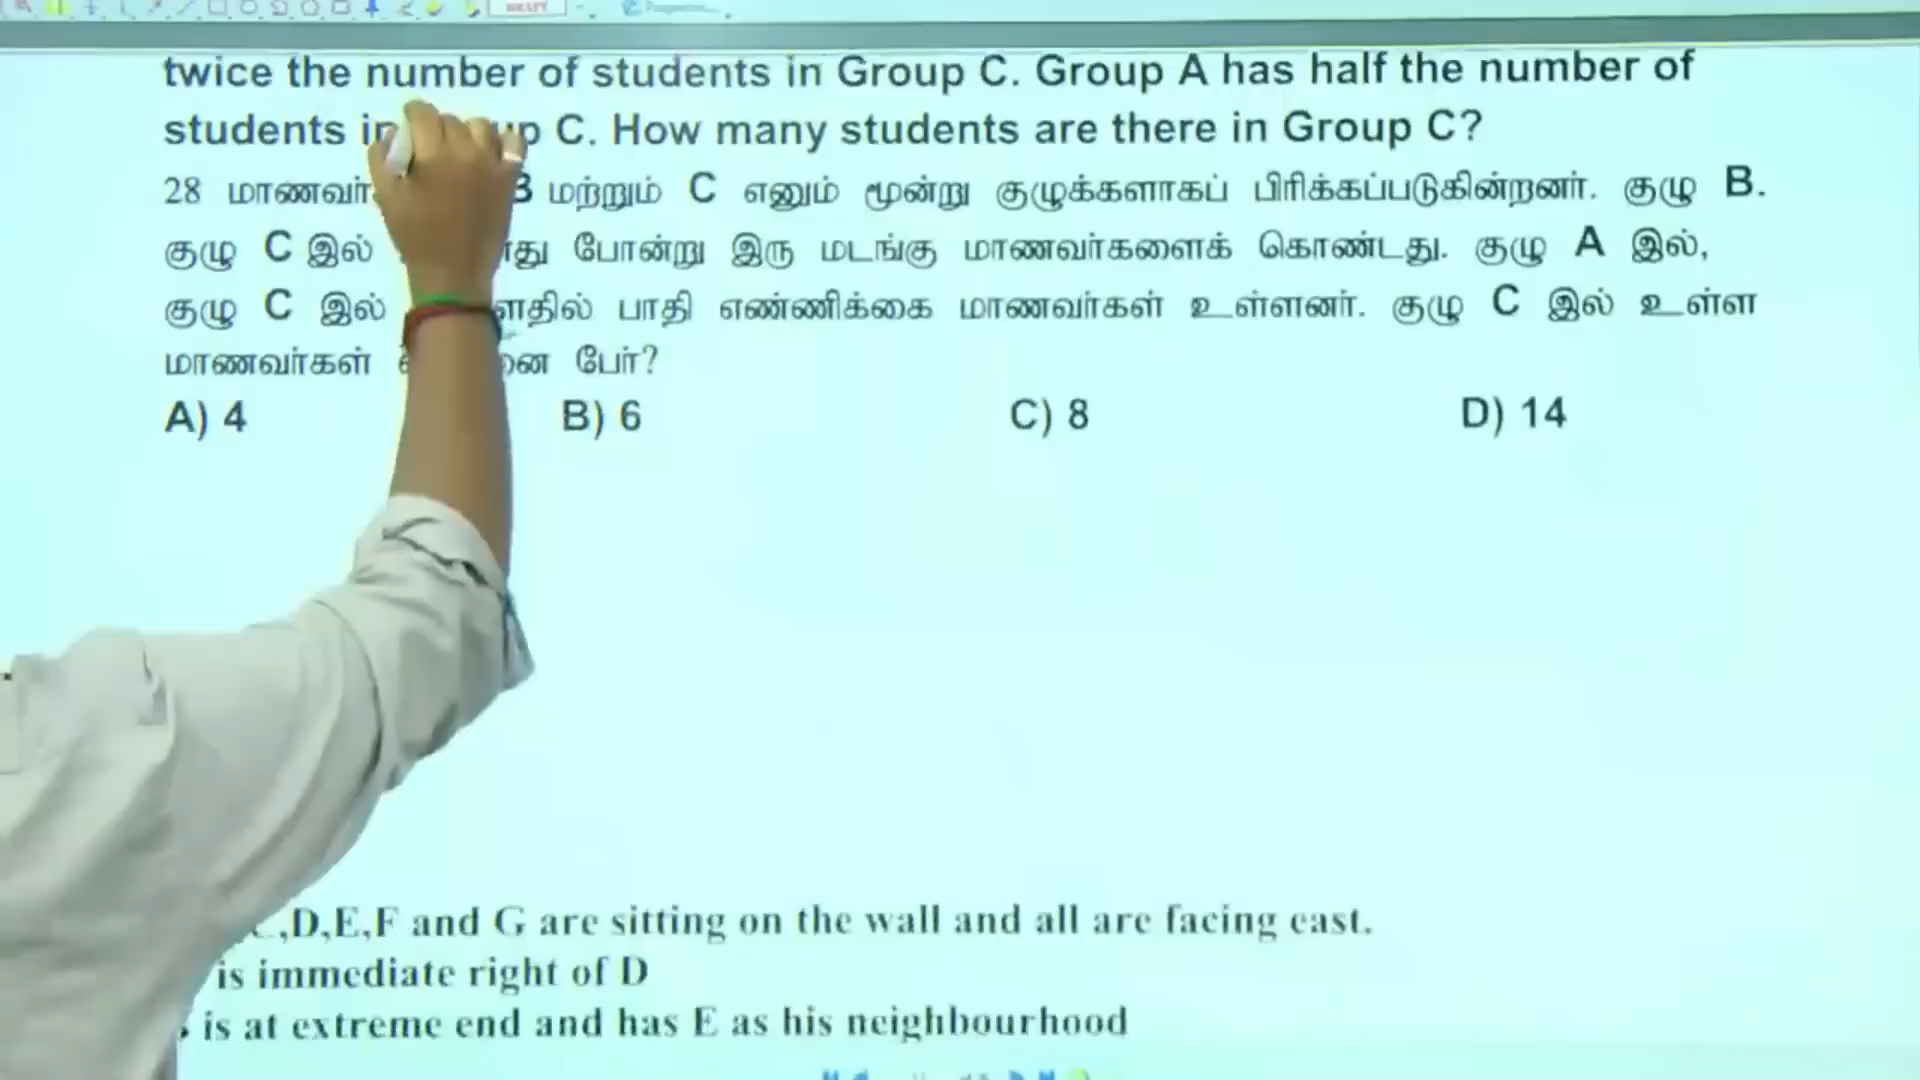 twice the number of students in Group C. Group A has half the number of
students in C. How many students are there in Group C?
28 B மற்றும் C எனும் மூன்று குழுக்களாகப் பிரிக்கப்படுகின்றனர். குழு B.
குழு C இல் போன்று இரு மடங்கு மாணவர்களைக் கொண்டது. குழு A இல்,
குழு C இல் பாதி எண்ணிக்கை மாணவர்கள் உள்ளனர். குழு C இல் உள்ள
மாணவர்கள் பேர்?
A) 4 B) 6 C) 8 D) 14
,D,E,F and G are sitting on the wall and all are facing east.
is immediate right of D
is at extreme end and has E as his neighbourhood